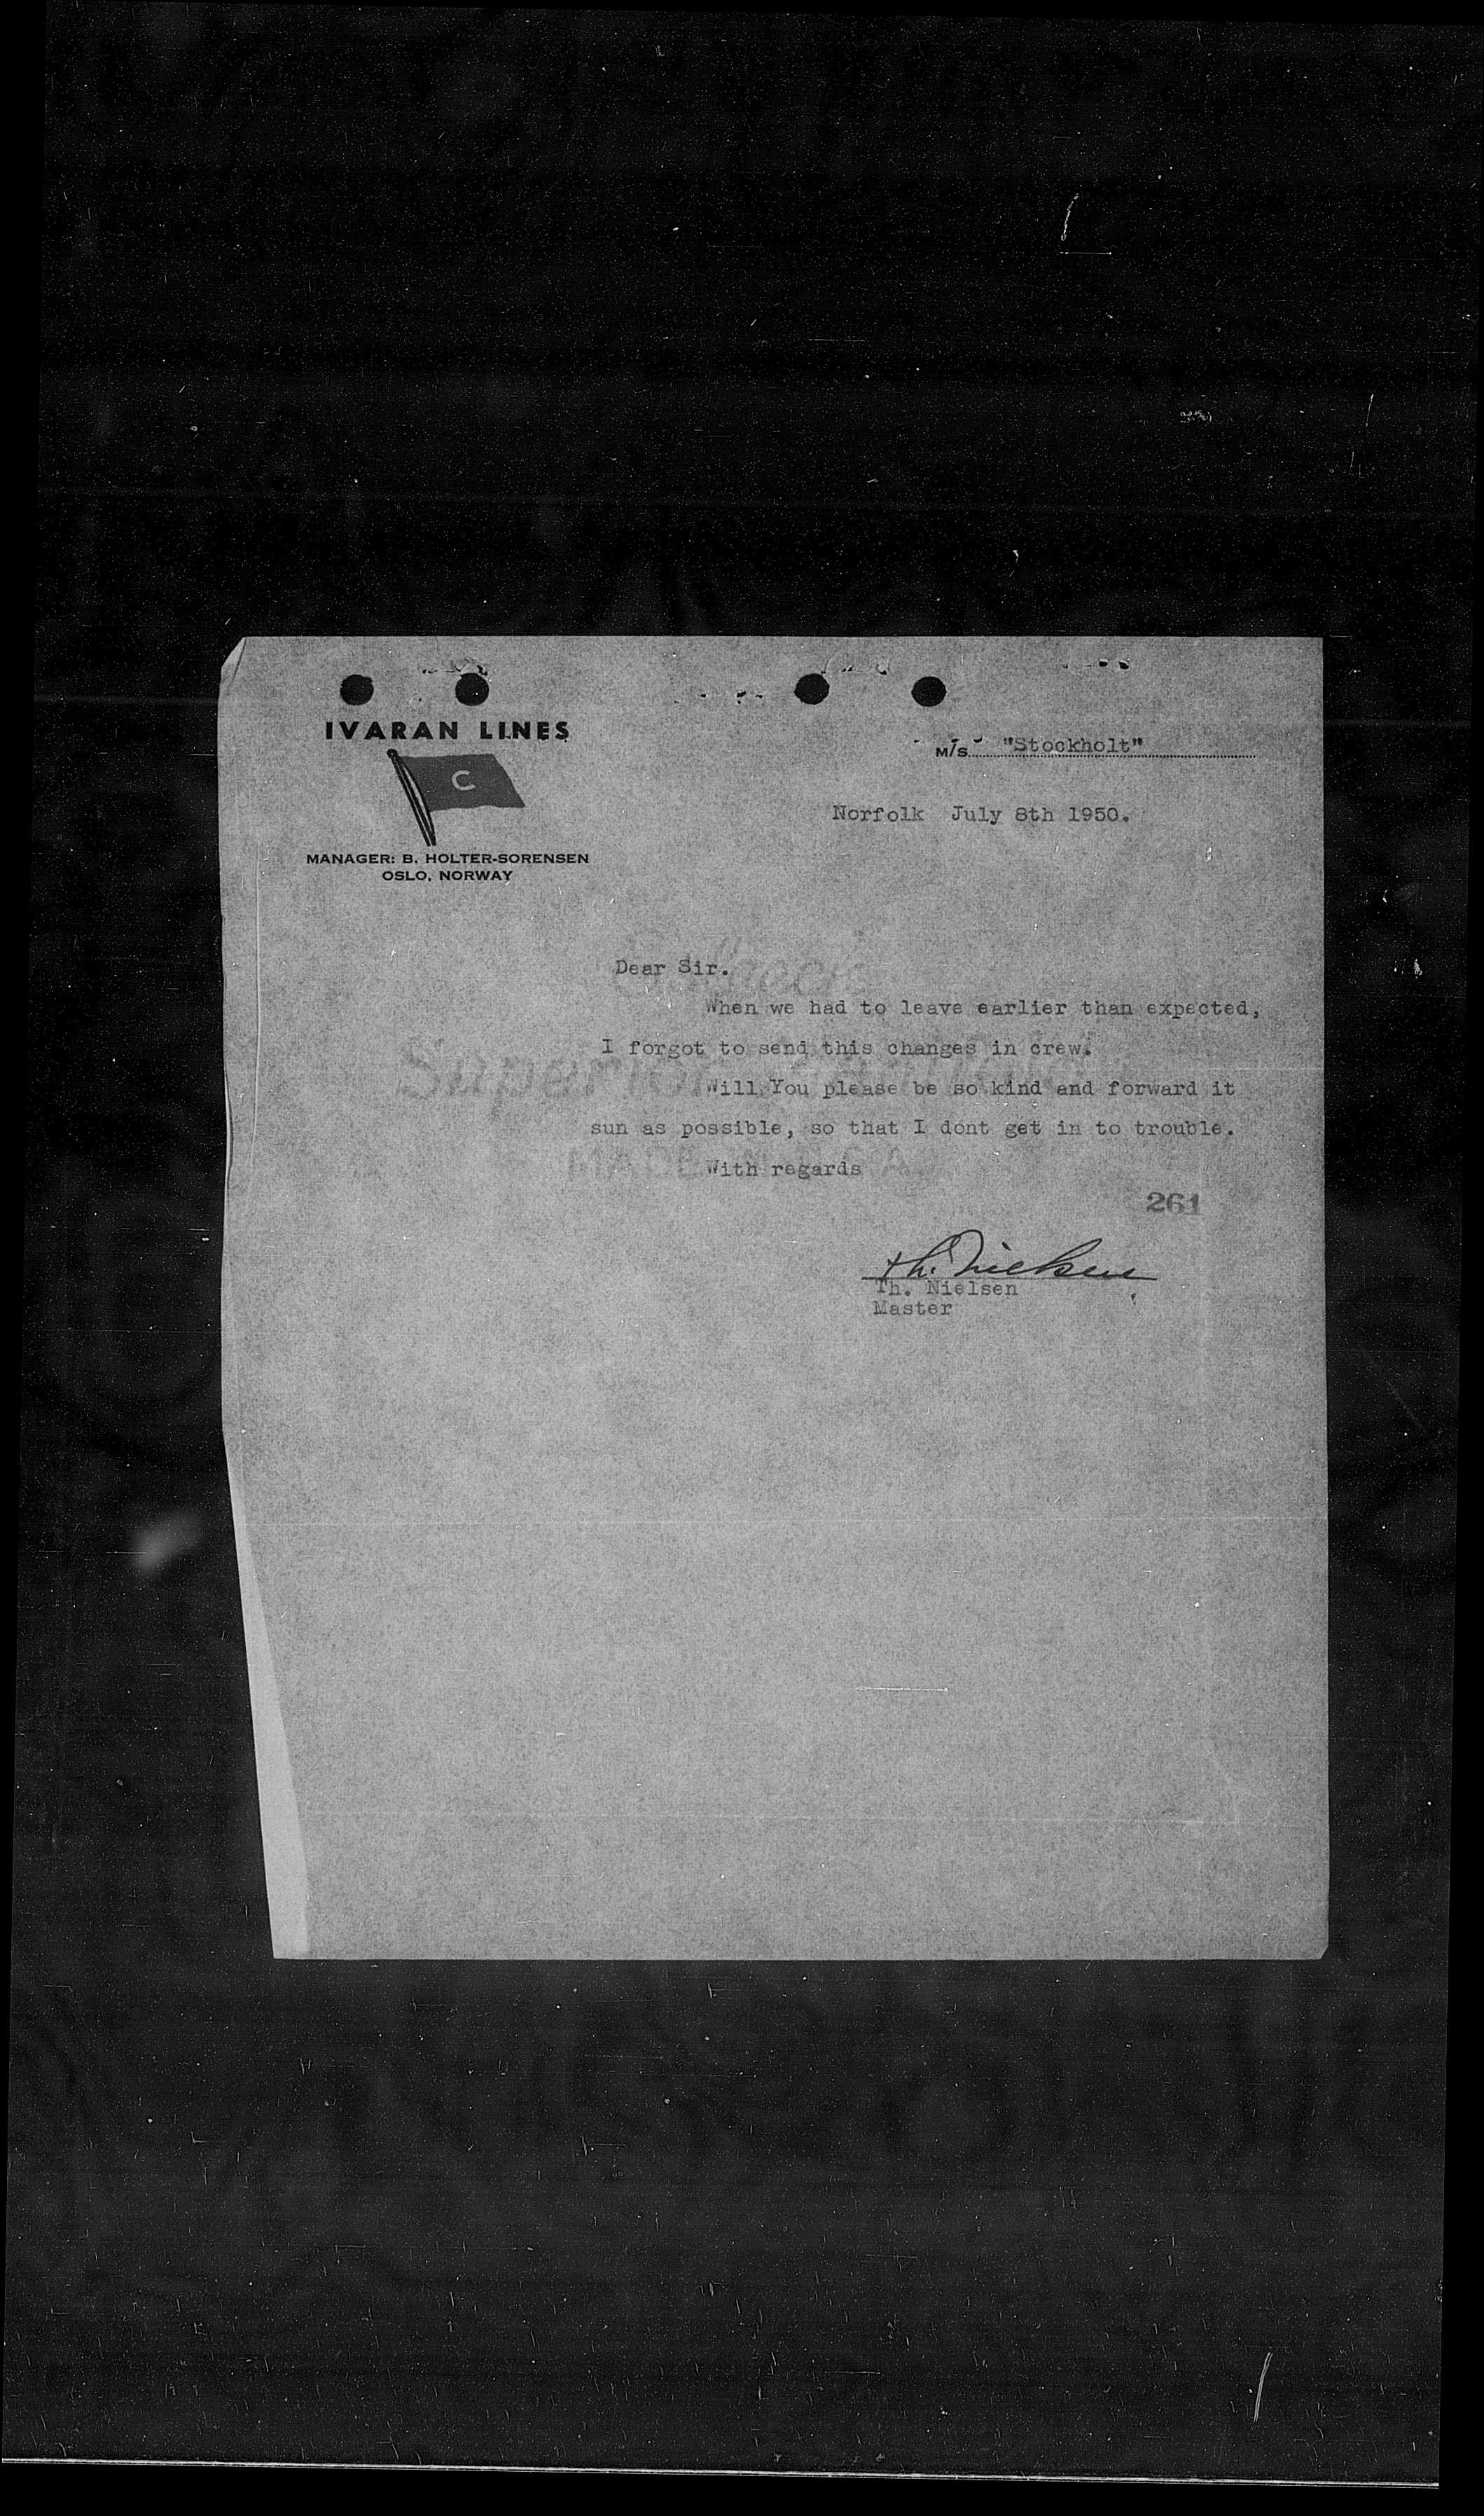 IVARAN LINES
C
MANAGER: B. HOLTER-SORENSEN
OSLO, NORWAY
M/S "Stockholt"
Norfolk July 8th 1950.
Dear Sir.
When we had to leave earlier than expected,
I forgot to send this changes in crew.
Will You please be so kind and forward it
sun as possible, so that I dont get in to trouble.
With regards
261
Th. Nielsen
Th. Nielsen
Master
Superior
MADE